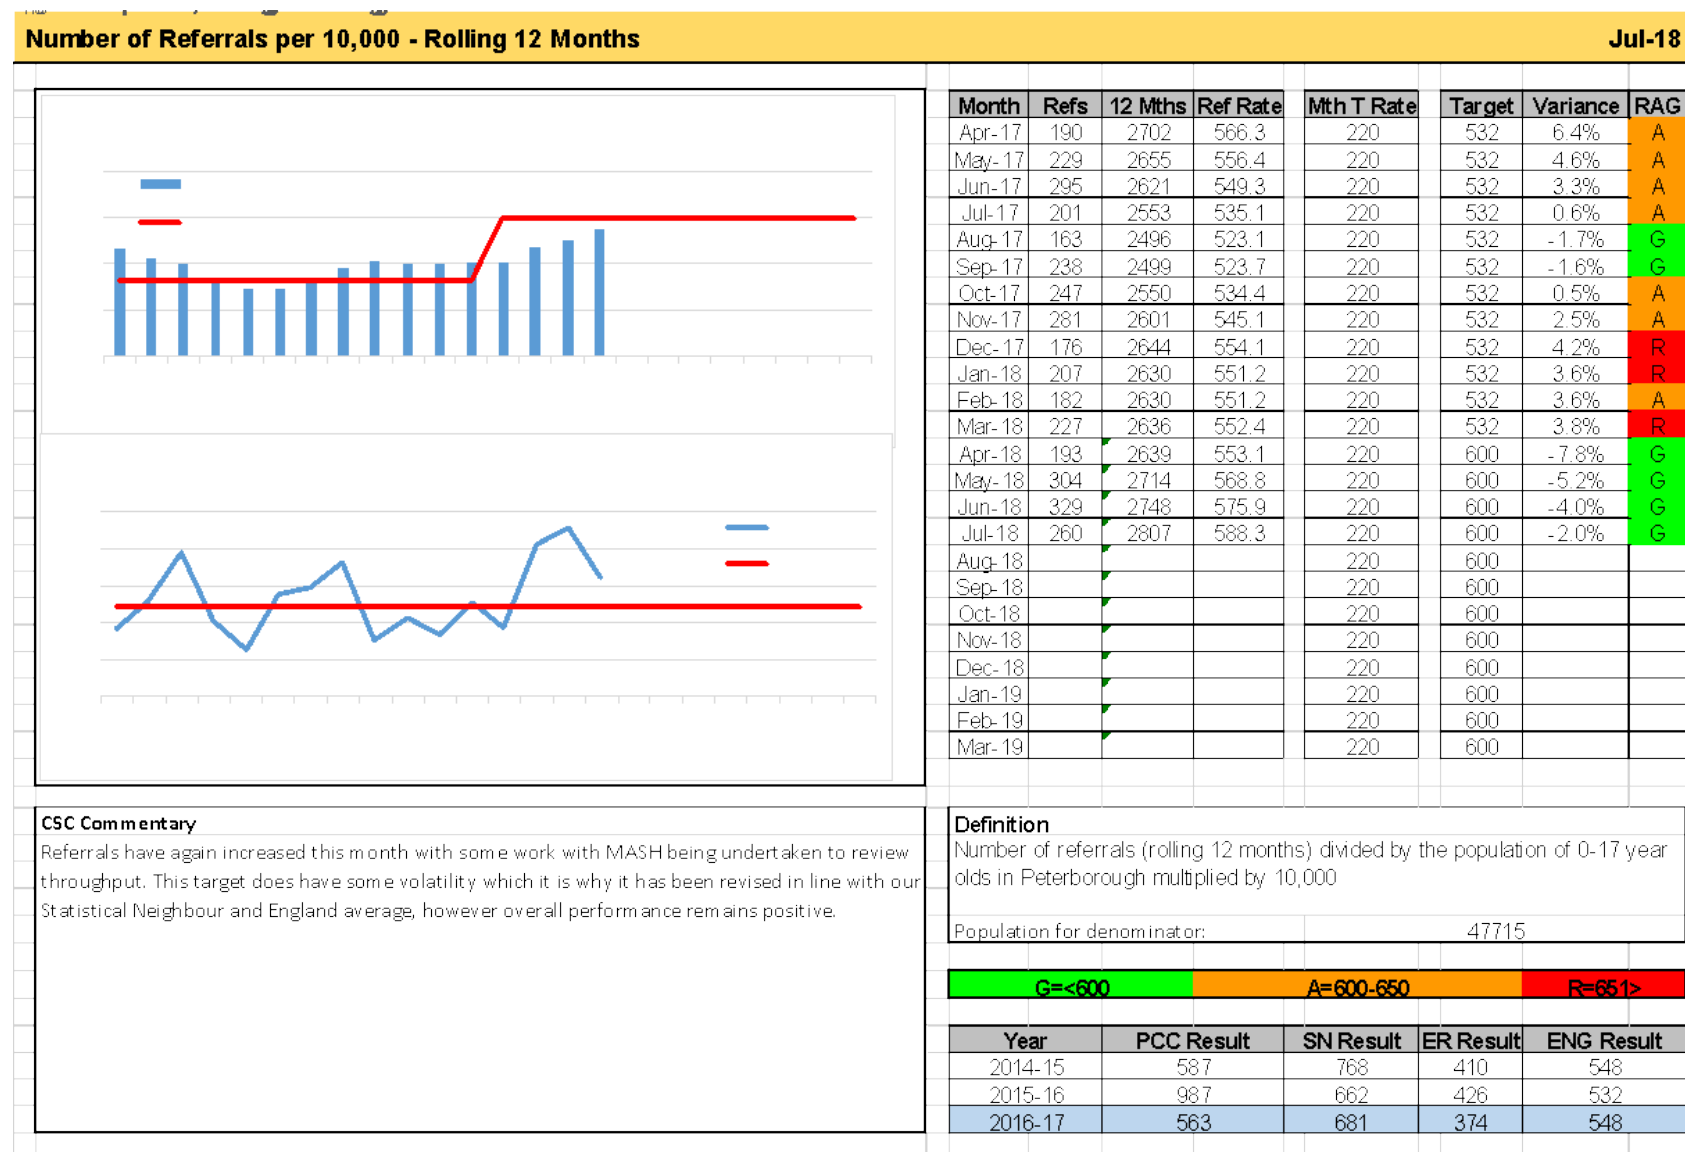 Number of Referrals per 10,000 - Rolling 12 Months Jul-18
Month Refs 12 Mths Ref Rate Mth T Rate Target Variance RAG
Apr-17 190 2702 566.3 220 532 6.4% A
May-17 229 2655 556.4 220 532 4.6% A
Jun-17 295 2621 549.3 220 532 3.3% A
Jul-17 201 2553 535.1 220 532 0.6% A
Aug-17 163 2496 523.1 220 532 -1.7% G
Sep-17 238 2499 523.7 220 532 -1.6% G
Oct-17 247 2550 534.4 220 532 0.5% A
Nov-17 281 2601 545.1 220 532 2.5% A
Dec-17 176 2644 554.1 220 532 4.2% R
Jan-18 207 2630 551.2 220 532 3.6% R
Feb-18 182 2630 551.2 220 532 3.6% A
Mar-18 227 2636 552.4 220 532 3.8% R
Apr-18 193 2639 553.1 220 600 -7.8% G
May-18 304 2714 568.8 220 600 -5.2% G
Jun-18 329 2748 575.9 220 600 -4.0% G
Jul-18 260 2807 588.3 220 600 -2.0% G
Aug-18 220 600
Sep-18 220 600
Oct-18 220 600
Nov-18 220 600
Dec-18 220 600
Jan-19 220 600
Feb-19 220 600
Mar-19 220 600
CSC Commentary
Referrals have again increased this month with some work with MASH being undertaken to review
throughput. This target does have some volatility which it is why it has been revised in line with our
Statistical Neighbour and England average, however overall performance remains positive.
Definition
Number of referrals (rolling 12 months) divided by the population of 0-17 year
olds in Peterborough multiplied by 10,000
Population for denominator: 47715
G=<600 A=600-650 R=651>
Year PCC Result SN Result ER Result ENG Result
2014-15 587 768 410 548
2015-16 987 662 426 532
2016-17 563 681 374 548